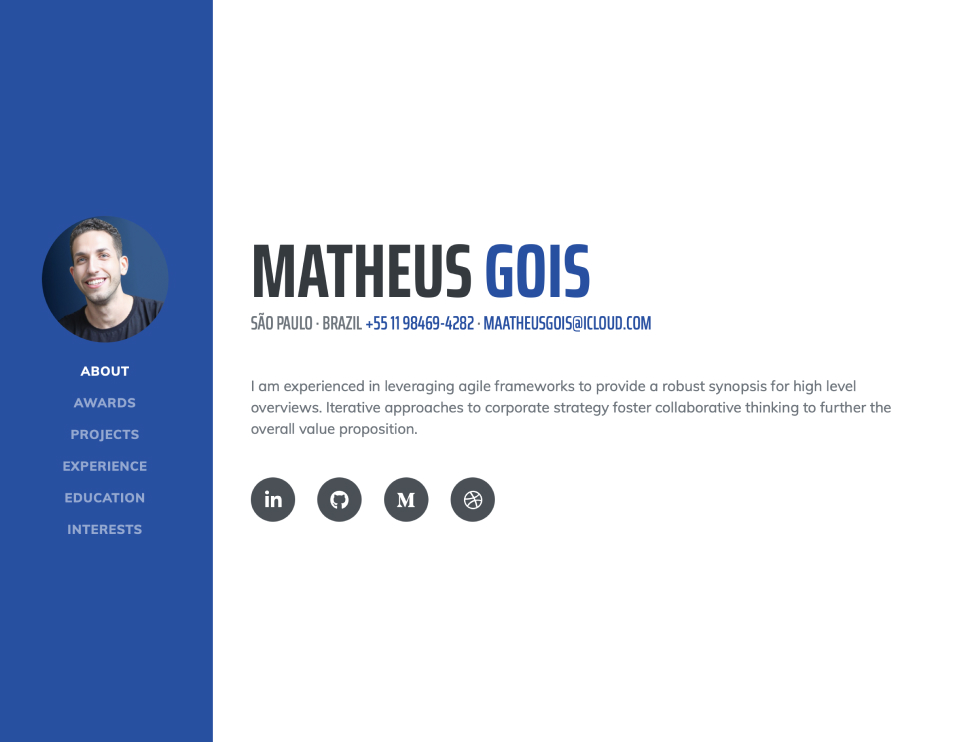 ABOUT
AWARDS
PROJECTS
EXPERIENCE
EDUCATION
INTERESTS
MATHEUS GOIS
SÃO PAULO · BRAZIL +55 11 98469-4282 · MAATHEUSGOIS@ICLOUD.COM
I am experienced in leveraging agile frameworks to provide a robust synopsis for high level
overviews. Iterative approaches to corporate strategy foster collaborative thinking to further the
overall value proposition.
in
M